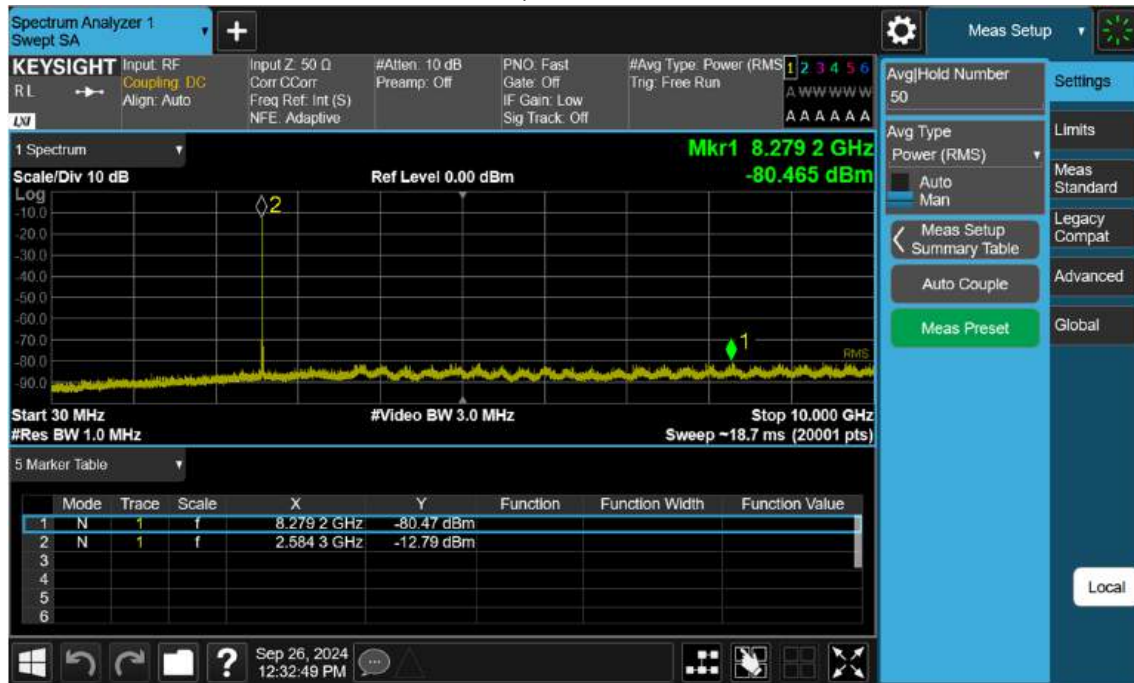 Spectrum Analyzer 1
Swept SA
+
Meas Setup
KEYSIGHT
RL
LXI
Input: RF
Coupling: DC
Align: Auto
Input Z: 50 Ω
Corr CCorr
Freq Ref: Int (S)
NFE: Adaptive
#Atten: 10 dB
Preamp: Off
PNO: Fast
Gate: Off
IF Gain: Low
Sig Track: Off
#Avg Type: Power (RMS
Trig: Free Run
1 2 3 4 5 6
A W W W W W
A A A A A A
1 Spectrum
Scale/Div 10 dB
Ref Level 0.00 dBm
Mkr1 8.279 2 GHz
-80.465 dBm
Log
-10.0
-20.0
-30.0
-40.0
-50.0
-60.0
-70.0
-80.0
-90.0
2
1
RMS
Start 30 MHz
#Video BW 3.0 MHz
Stop 10.000 GHz
#Res BW 1.0 MHz
Sweep ~18.7 ms (20001 pts)
5 Marker Table
Mode Trace Scale X Y Function Function Width Function Value
1 N 1 f 8.279 2 GHz -80.47 dBm
2 N 1 f 2.584 3 GHz -12.79 dBm
3
4
5
6
Avg|Hold Number
50
Avg Type
Power (RMS)
Auto
Man
Meas Setup
Summary Table
Auto Couple
Meas Preset
Settings
Limits
Meas
Standard
Legacy
Compat
Advanced
Global
Local
?
Sep 26, 2024
12:32:49 PM